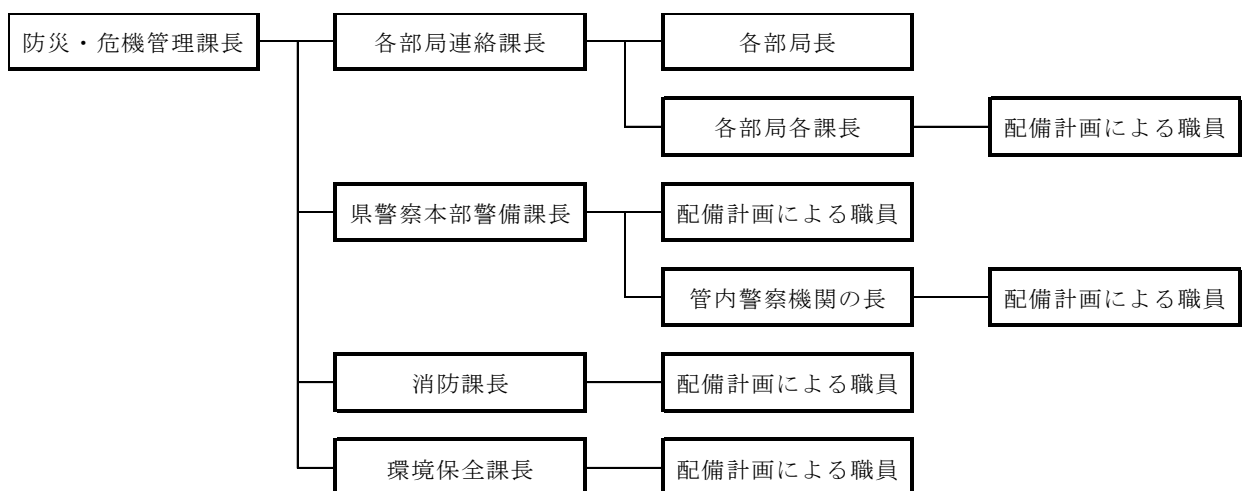 防災・危機管理課長
各部局連絡課長
各部局長
各部局各課長
配備計画による職員
県警察本部警備課長
配備計画による職員
管内警察機関の長
配備計画による職員
消防課長
配備計画による職員
環境保全課長
配備計画による職員